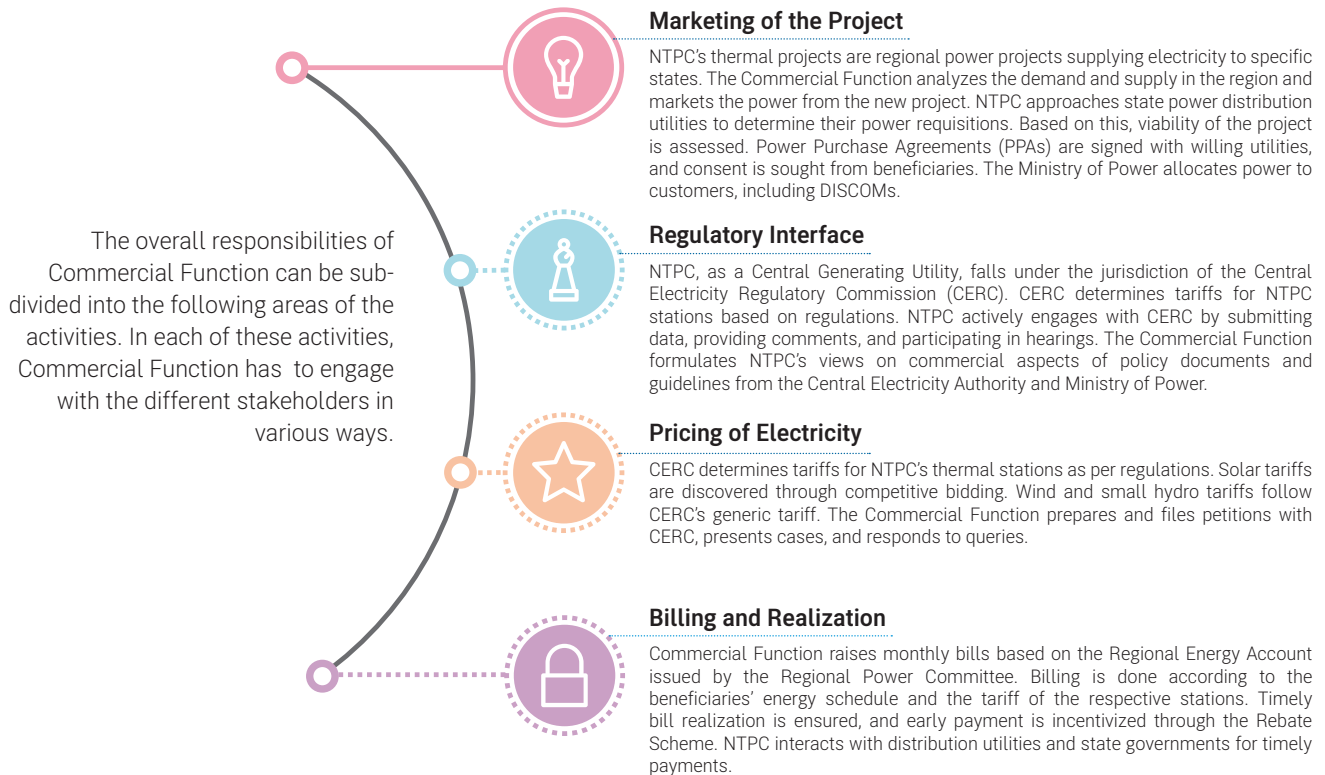 The overall responsibilities of
Commercial Function can be sub-
divided into the following areas of the
activities. In each of these activities,
Commercial Function has to engage
with the different stakeholders in
various ways.
Marketing of the Project
NTPC's thermal projects are regional power projects supplying electricity to specific
states. The Commercial Function analyzes the demand and supply in the region and
markets the power from the new project. NTPC approaches state power distribution
utilities to determine their power requisitions. Based on this, viability of the project
is assessed. Power Purchase Agreements (PPAs) are signed with willing utilities,
and consent is sought from beneficiaries. The Ministry of Power allocates power to
customers, including DISCOMs.
Regulatory Interface
NTPC, as a Central Generating Utility, falls under the jurisdiction of the Central
Electricity Regulatory Commission (CERC). CERC determines tariffs for NTPC
stations based on regulations. NTPC actively engages with CERC by submitting
data, providing comments, and participating in hearings. The Commercial Function
formulates NTPC's views on commercial aspects of policy documents and
guidelines from the Central Electricity Authority and Ministry of Power.
Pricing of Electricity
CERC determines tariffs for NTPC's thermal stations as per regulations. Solar tariffs
are discovered through competitive bidding. Wind and small hydro tariffs follow
CERC's generic tariff. The Commercial Function prepares and files petitions with
CERC, presents cases, and responds to queries.
Billing and Realization
Commercial Function raises monthly bills based on the Regional Energy Account
issued by the Regional Power Committee. Billing is done according to the
beneficiaries' energy schedule and the tariff of the respective stations. Timely
bill realization is ensured, and early payment is incentivized through the Rebate
Scheme. NTPC interacts with distribution utilities and state governments for timely
payments.